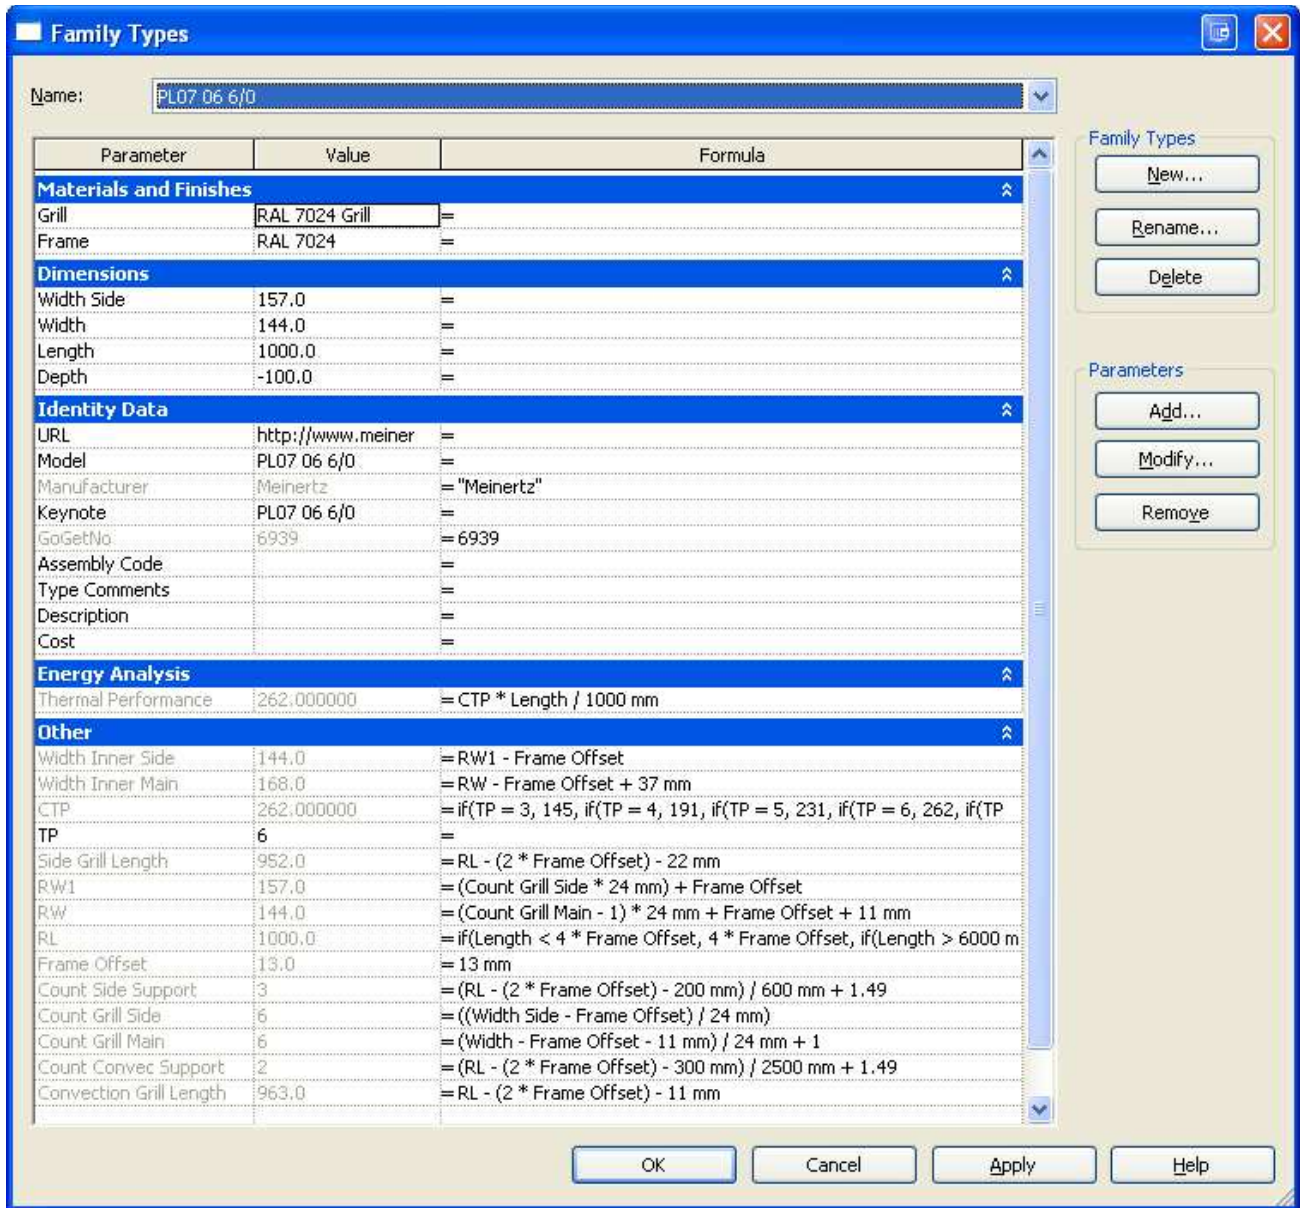 Family Types
Name: PL07 06 6/0
Parameter Value Formula
Materials and Finishes
Grill RAL 7024 Grill =
Frame RAL 7024 =
Dimensions
Width Side 157.0 =
Width 144.0 =
Length 1000.0 =
Depth -100.0 =
Identity Data
URL http://www.meiner =
Model PL07 06 6/0 =
Manufacturer Meinertz = "Meinertz"
Keynote PL07 06 6/0 =
GoGetNo 6939 = 6939
Assembly Code =
Type Comments =
Description =
Cost =
Energy Analysis
Thermal Performance 262.000000 = CTP * Length / 1000 mm
Other
Width Inner Side 144.0 = RW1 - Frame Offset
Width Inner Main 168.0 = RW - Frame Offset + 37 mm
CTP 262.000000 = if(TP = 3, 145, if(TP = 4, 191, if(TP = 5, 231, if(TP = 6, 262, if(TP
TP 6 =
Side Grill Length 952.0 = RL - (2 * Frame Offset) - 22 mm
RW1 157.0 = (Count Grill Side * 24 mm) + Frame Offset
RW 144.0 = (Count Grill Main - 1) * 24 mm + Frame Offset + 11 mm
RL 1000.0 = if(Length < 4 * Frame Offset, 4 * Frame Offset, if(Length > 6000 m
Frame Offset 13.0 = 13 mm
Count Side Support 3 = (RL - (2 * Frame Offset) - 200 mm) / 600 mm + 1.49
Count Grill Side 6 = ((Width Side - Frame Offset) / 24 mm)
Count Grill Main 6 = (Width - Frame Offset - 11 mm) / 24 mm + 1
Count Convec Support 2 = (RL - (2 * Frame Offset) - 300 mm) / 2500 mm + 1.49
Convection Grill Length 963.0 = RL - (2 * Frame Offset) - 11 mm
Family Types
New...
Rename...
Delete
Parameters
Add...
Modify...
Remove
OK Cancel Apply Help